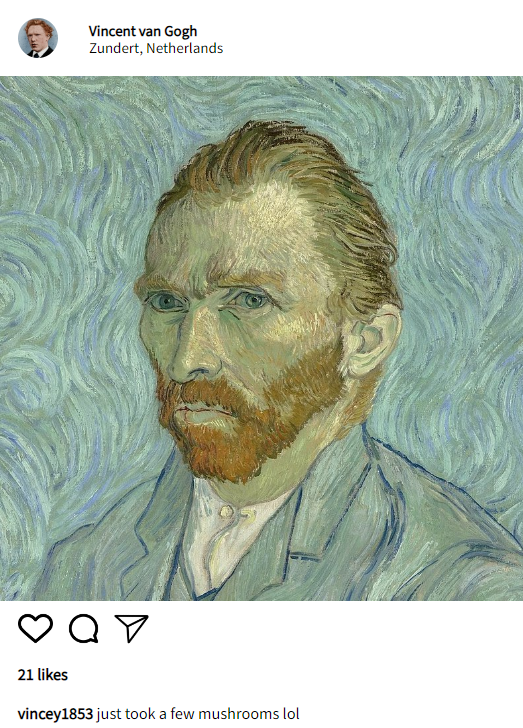 Vincent van Gogh
Zundert, Netherlands
21 likes
vincey1853 just took a few mushrooms lol